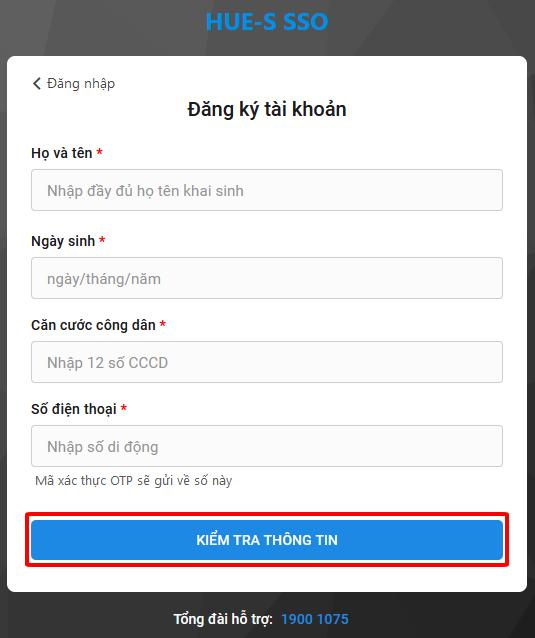 HUE-S SSO
Đăng nhập
Đăng ký tài khoản
Họ và tên *
Nhập đầy đủ họ tên khai sinh
Ngày sinh *
ngày/tháng/năm
Căn cước công dân *
Nhập 12 số CCCD
Số điện thoại *
Nhập số di động
Mã xác thực OTP sẽ gửi về số này
KIỂM TRA THÔNG TIN
Tổng đài hỗ trợ: 1900 1075